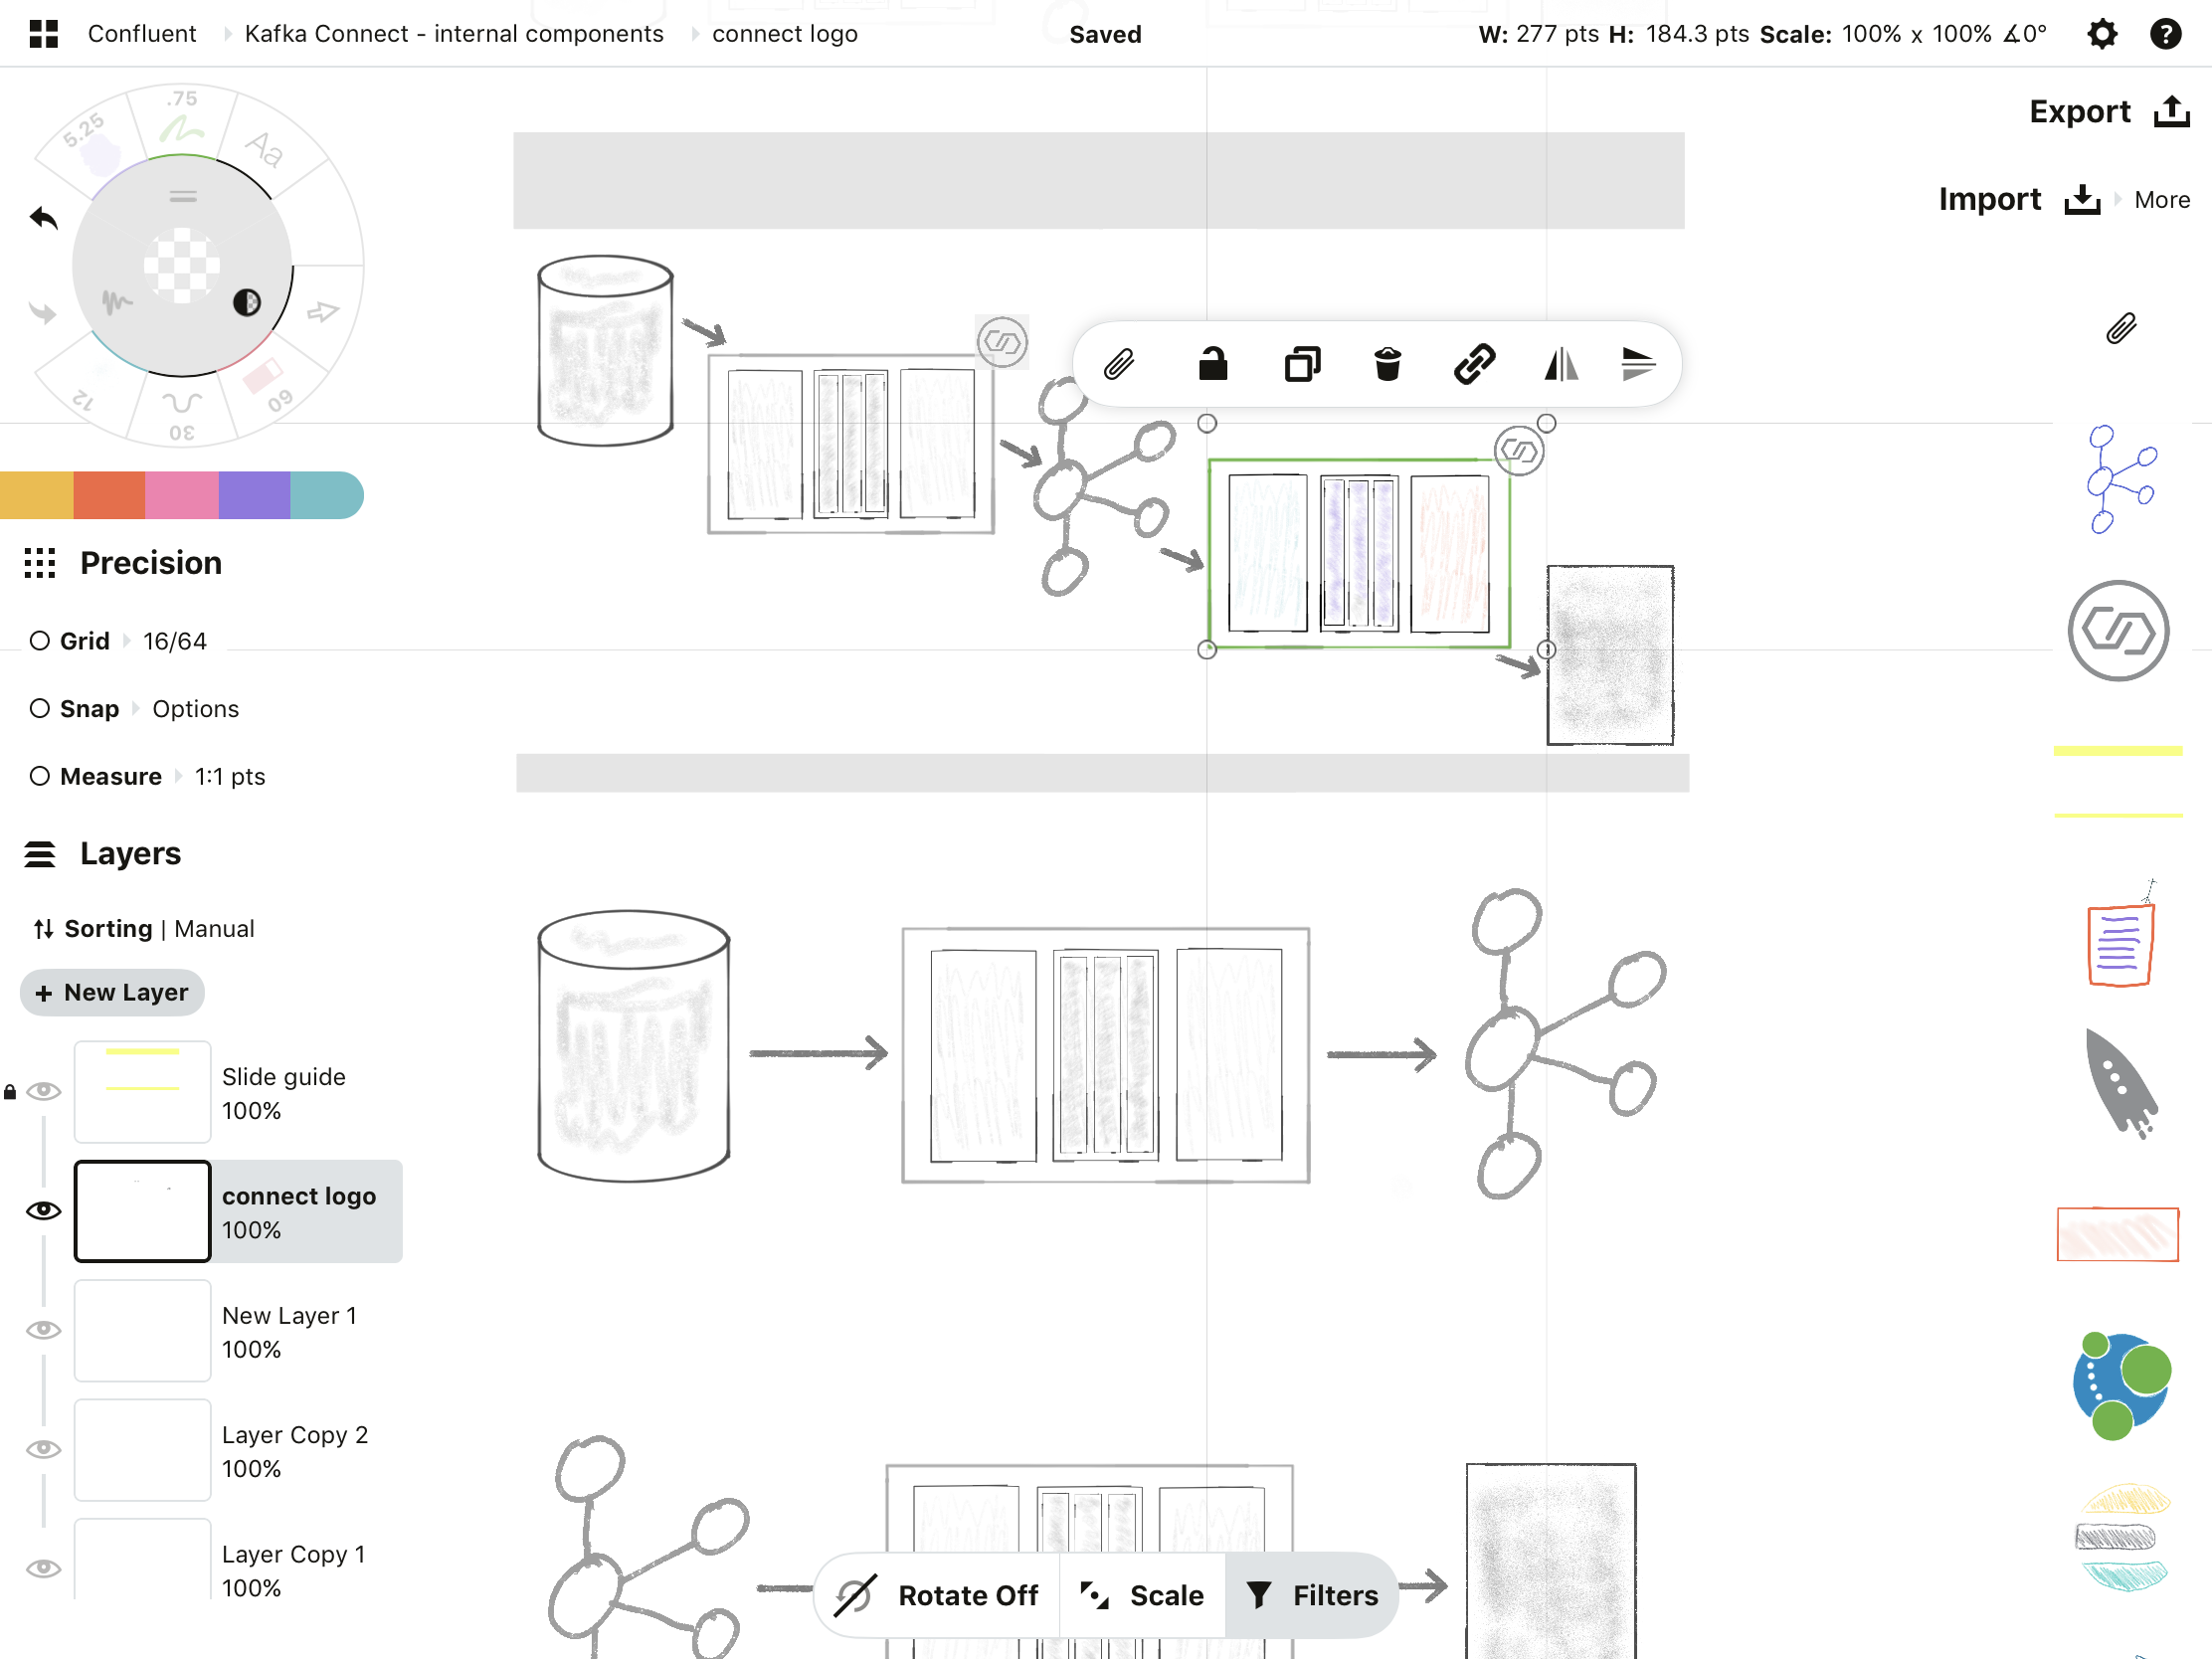 Confluent Kafka Connect - internal components connect logo Saved W: 277 pts H: 184.3 pts Scale: 100% x 100% ∡0° ?
Export
Import More
.75
5.25
Aa
12
30
60
Precision
Grid 16/64
Snap Options
Measure 1:1 pts
Layers
Sorting | Manual
+ New Layer
Slide guide
100%
connect logo
100%
New Layer 1
100%
Layer Copy 2
100%
Layer Copy 1
100%
Rotate Off Scale Filters